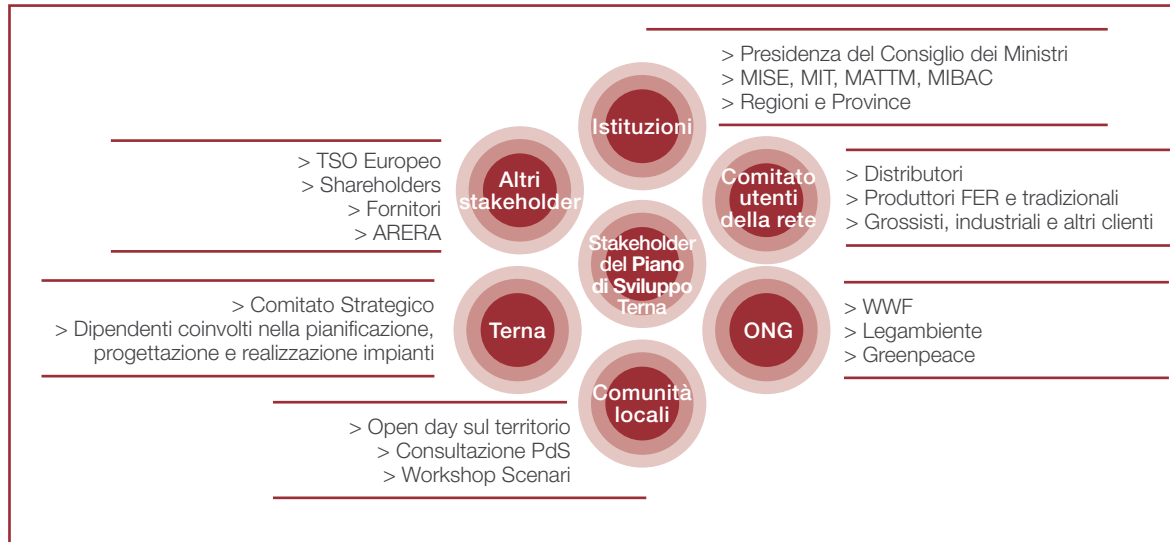 > Presidenza del Consiglio dei Ministri
> MISE, MIT, MATTM, MIBAC
> Regioni e Province
Istituzioni
> TSO Europeo
> Shareholders
> Fornitori
> ARERA
Altri
stakeholder
Comitato
utenti
della rete
> Distributori
> Produttori FER e tradizionali
> Grossisti, industriali e altri clienti
Stakeholder
del Piano
di Sviluppo
Terna
> Comitato Strategico
> Dipendenti coinvolti nella pianificazione,
progettazione e realizzazione impianti
Terna
ONG
> WWF
> Legambiente
> Greenpeace
Comunità
locali
> Open day sul territorio
> Consultazione PdS
> Workshop Scenari